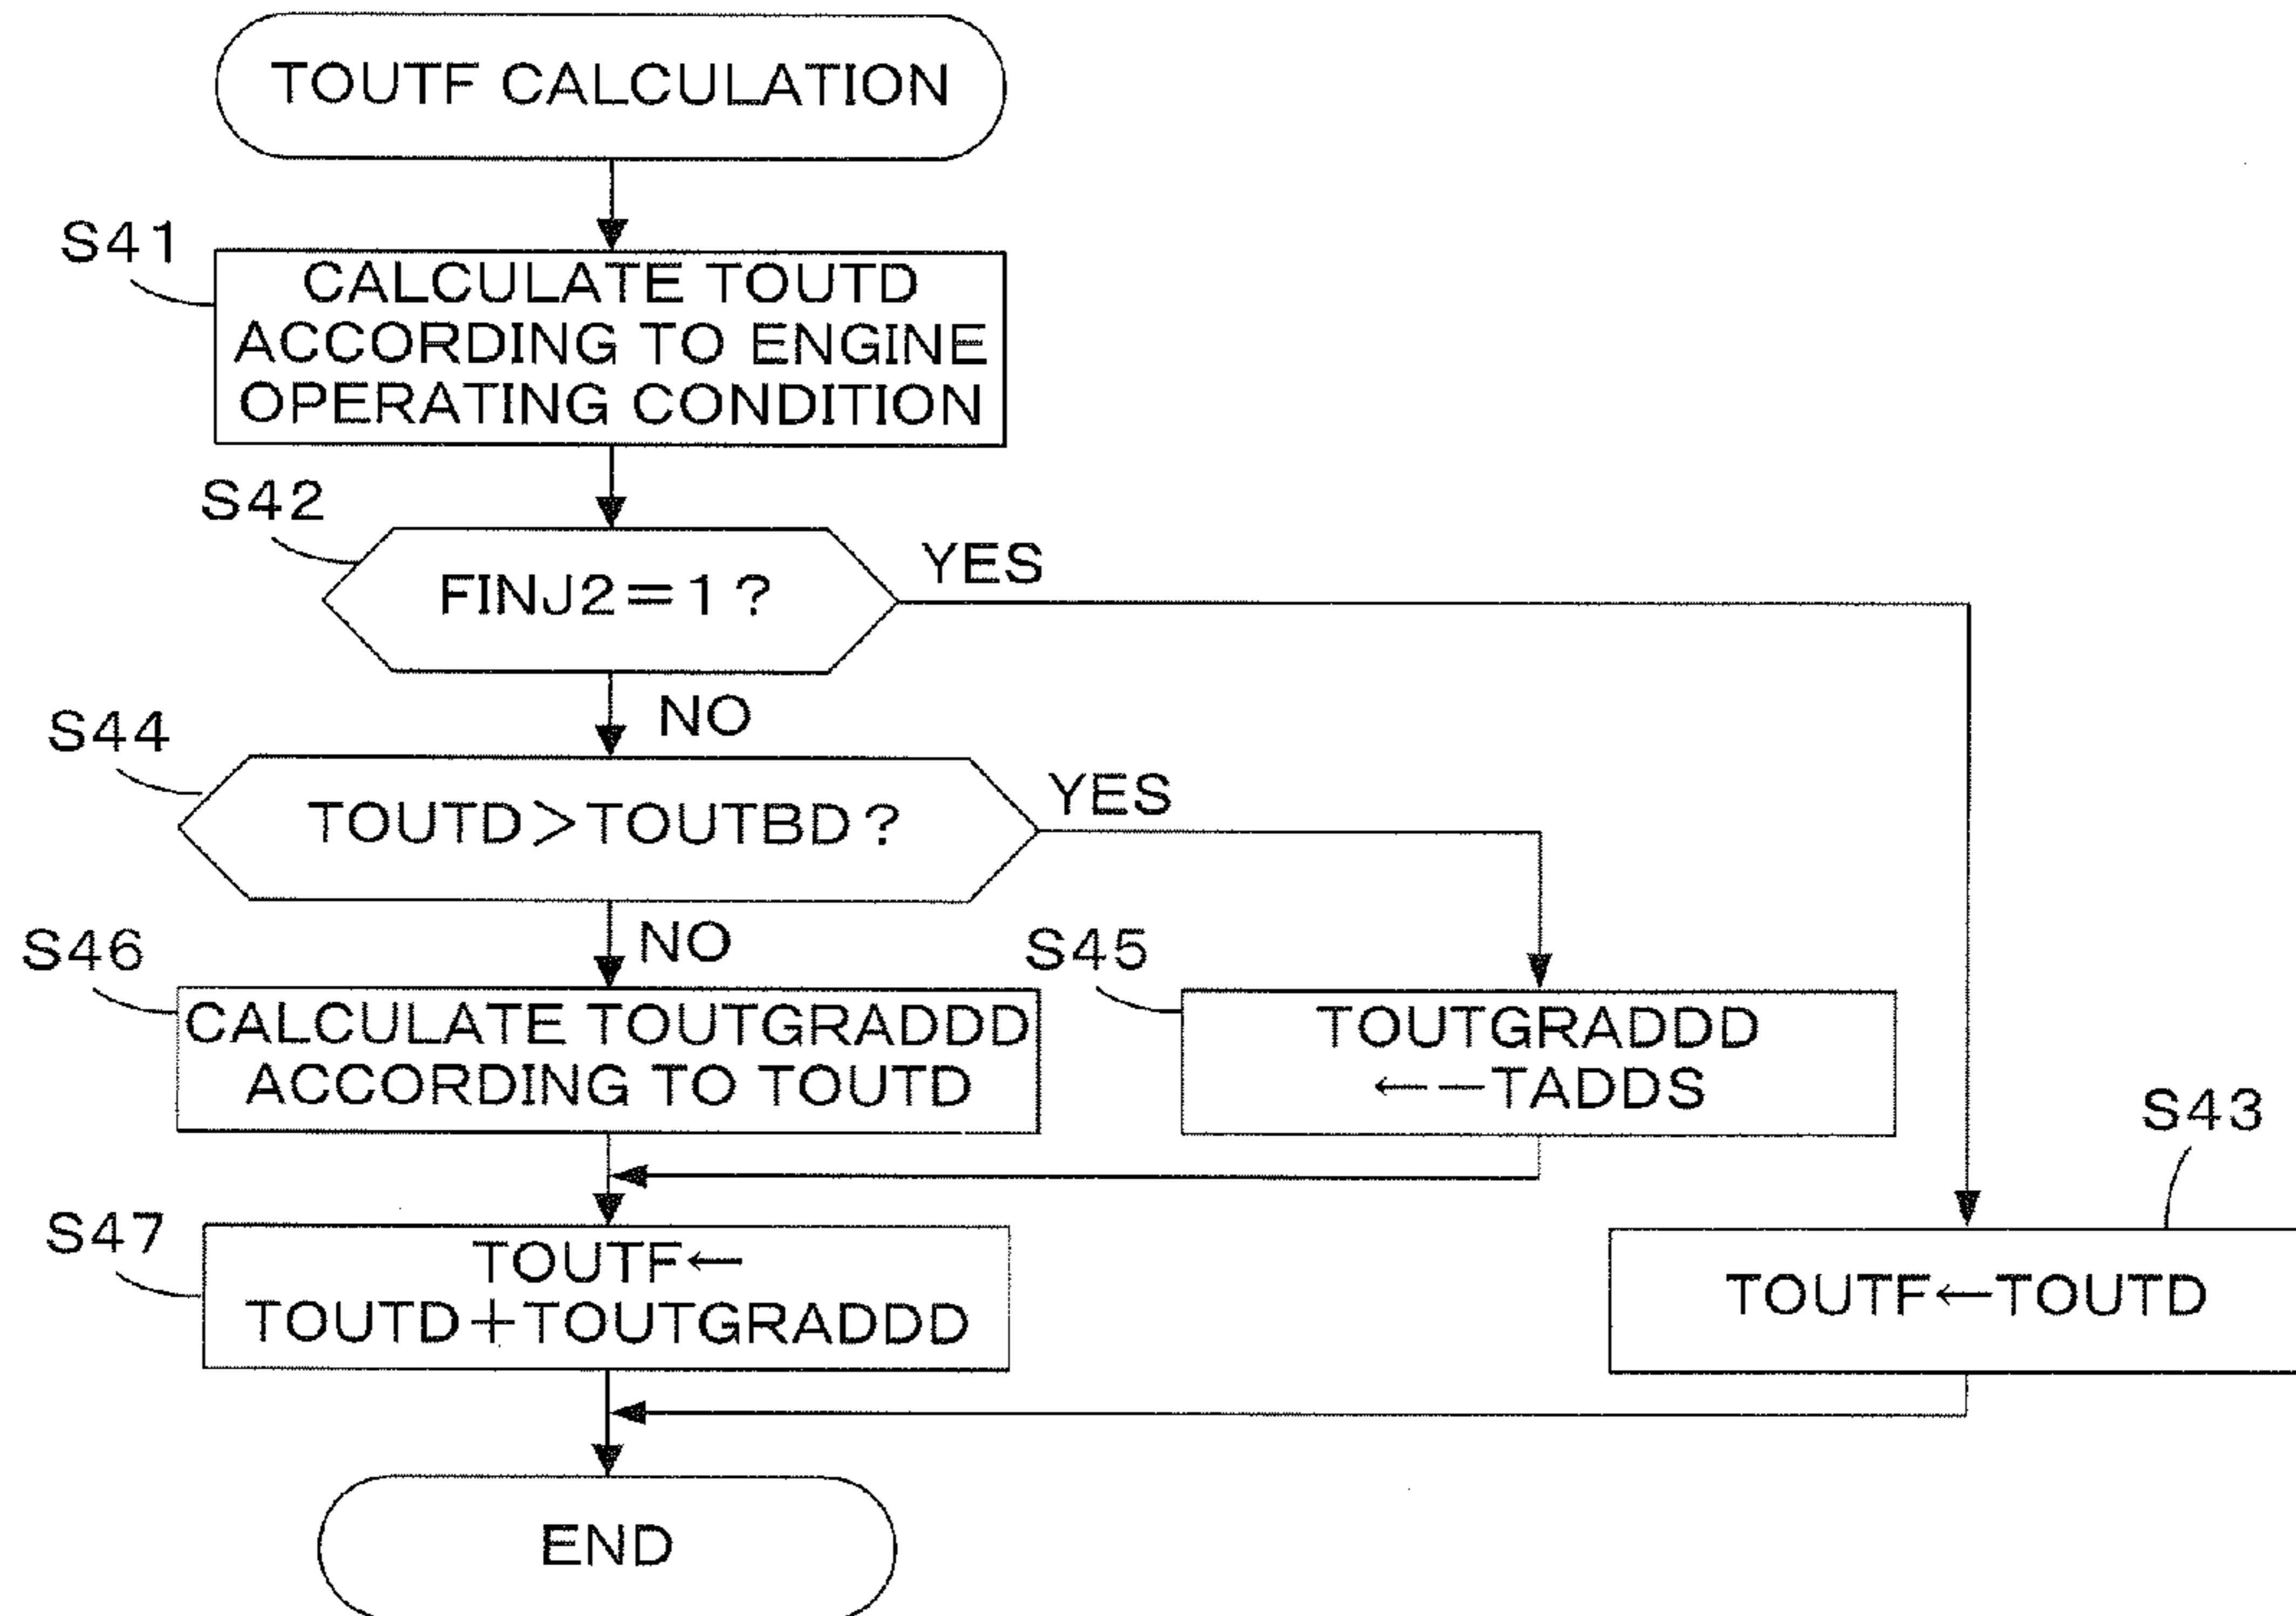 TOUTF CALCULATION
S41
CALCULATE TOUTD
ACCORDING TO ENGINE
OPERATING CONDITION
S42
FINJ2=1?
YES
NO
S44
TOUTD>TOUTBD?
YES
NO
S46
CALCULATE TOUTGRADDD
ACCORDING TO TOUTD
S45
TOUTGRADDD
←−TADDS
S43
TOUTF←TOUTD
S47
TOUTF←
TOUTD+TOUTGRADDD
END